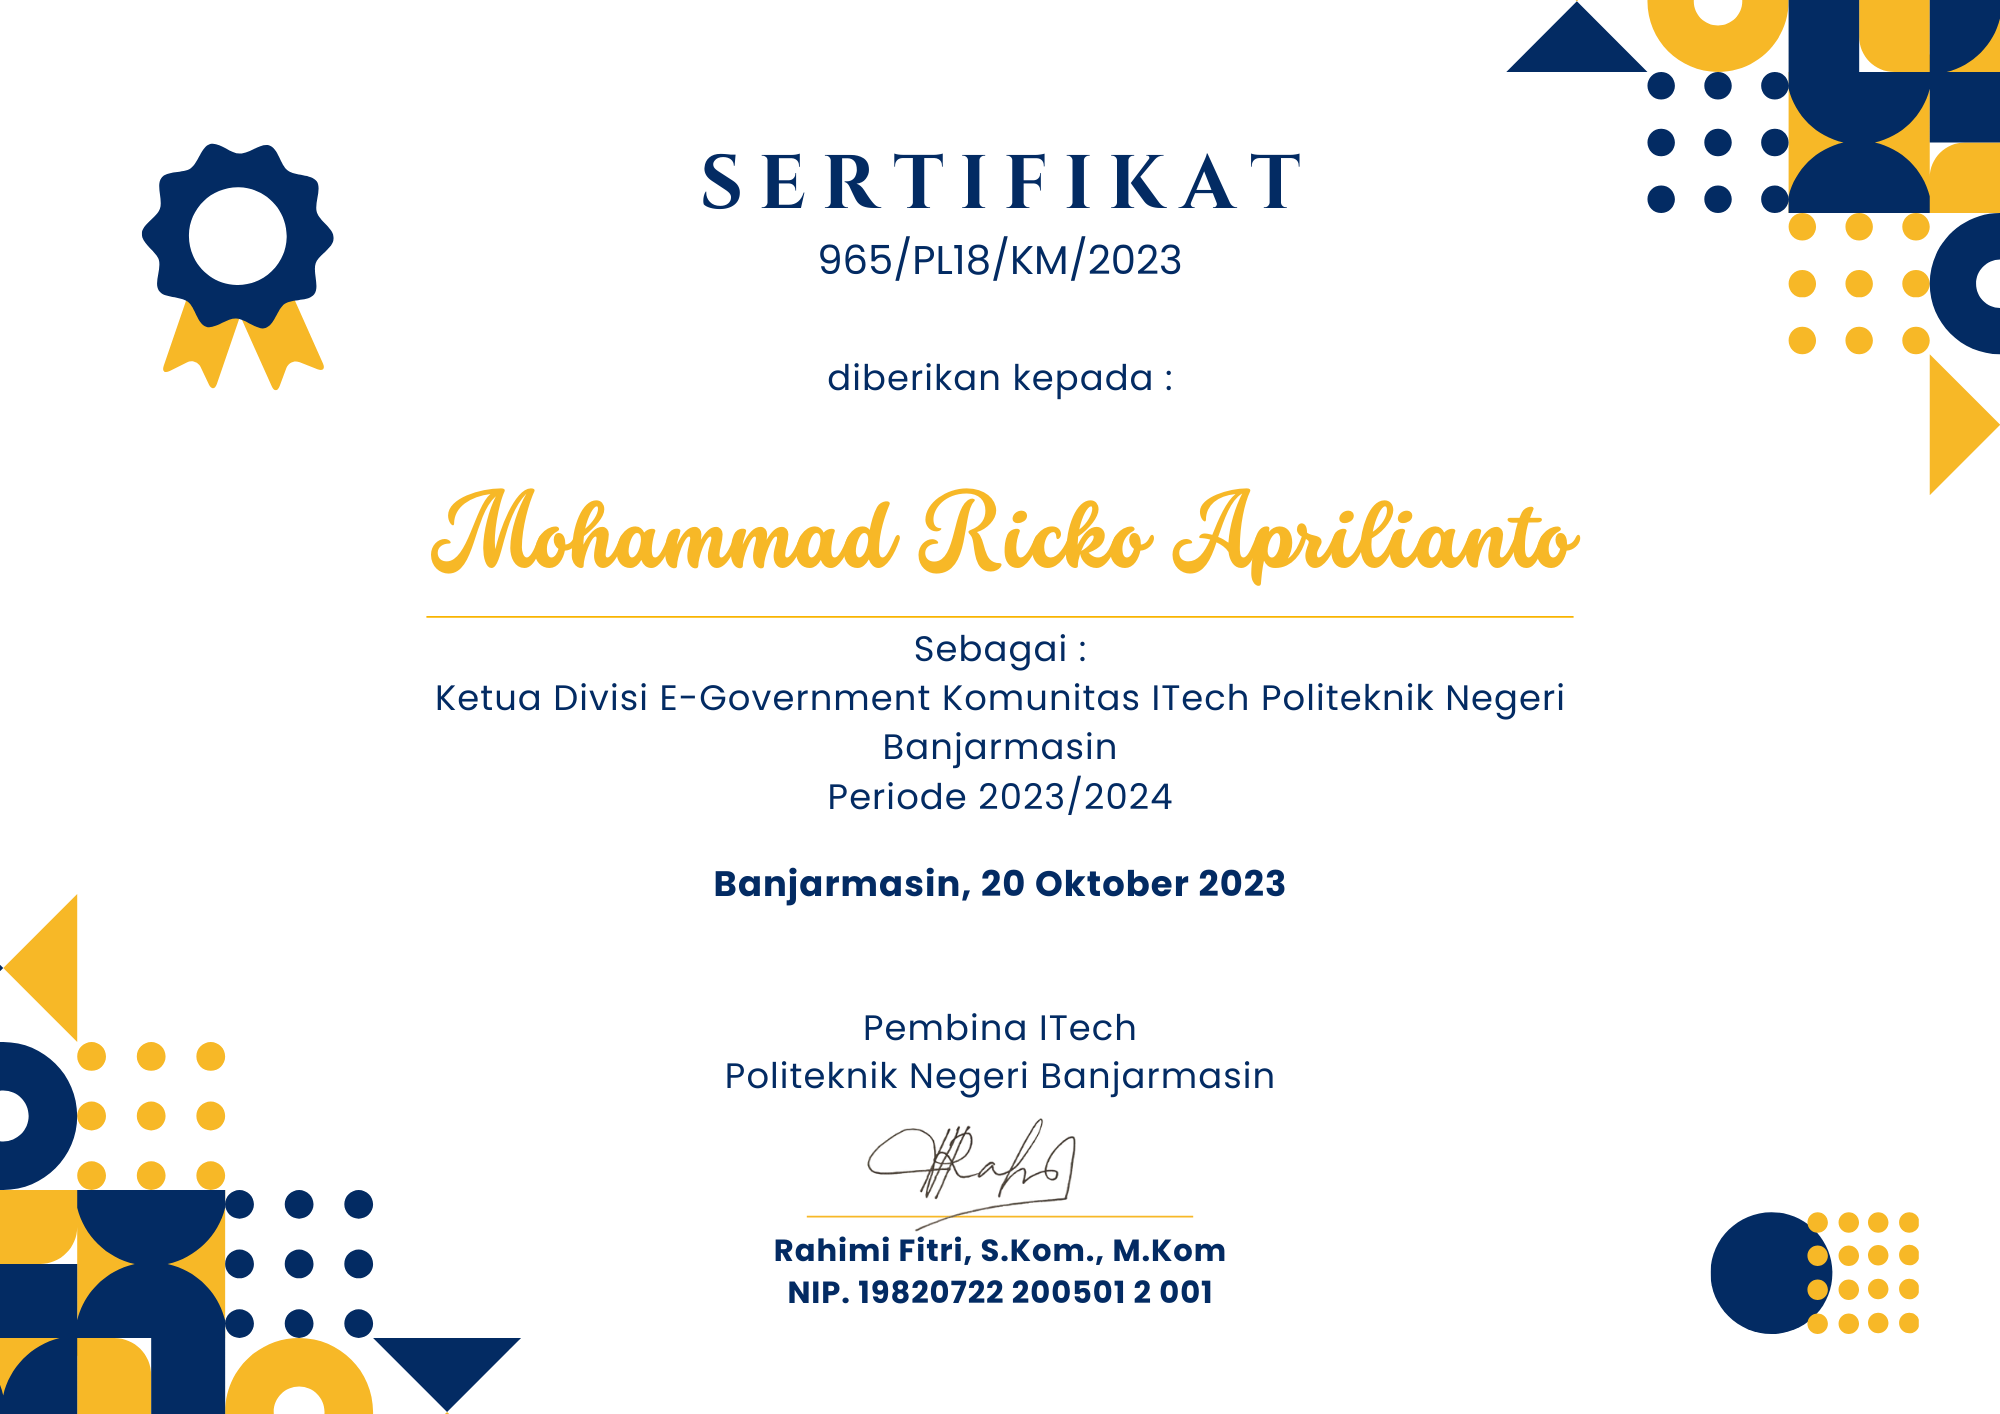 SERTIFIKAT
965/PL18/KM/2023
diberikan kepada :
Mohammad Ricko Aprilianto
Sebagai :
Ketua Divisi E-Government Komunitas ITech Politeknik Negeri
Banjarmasin
Periode 2023/2024
Banjarmasin, 20 Oktober 2023
Pembina ITech
Politeknik Negeri Banjarmasin
Rahimi Fitri, S.Kom., M.Kom
NIP. 19820722 200501 2 001